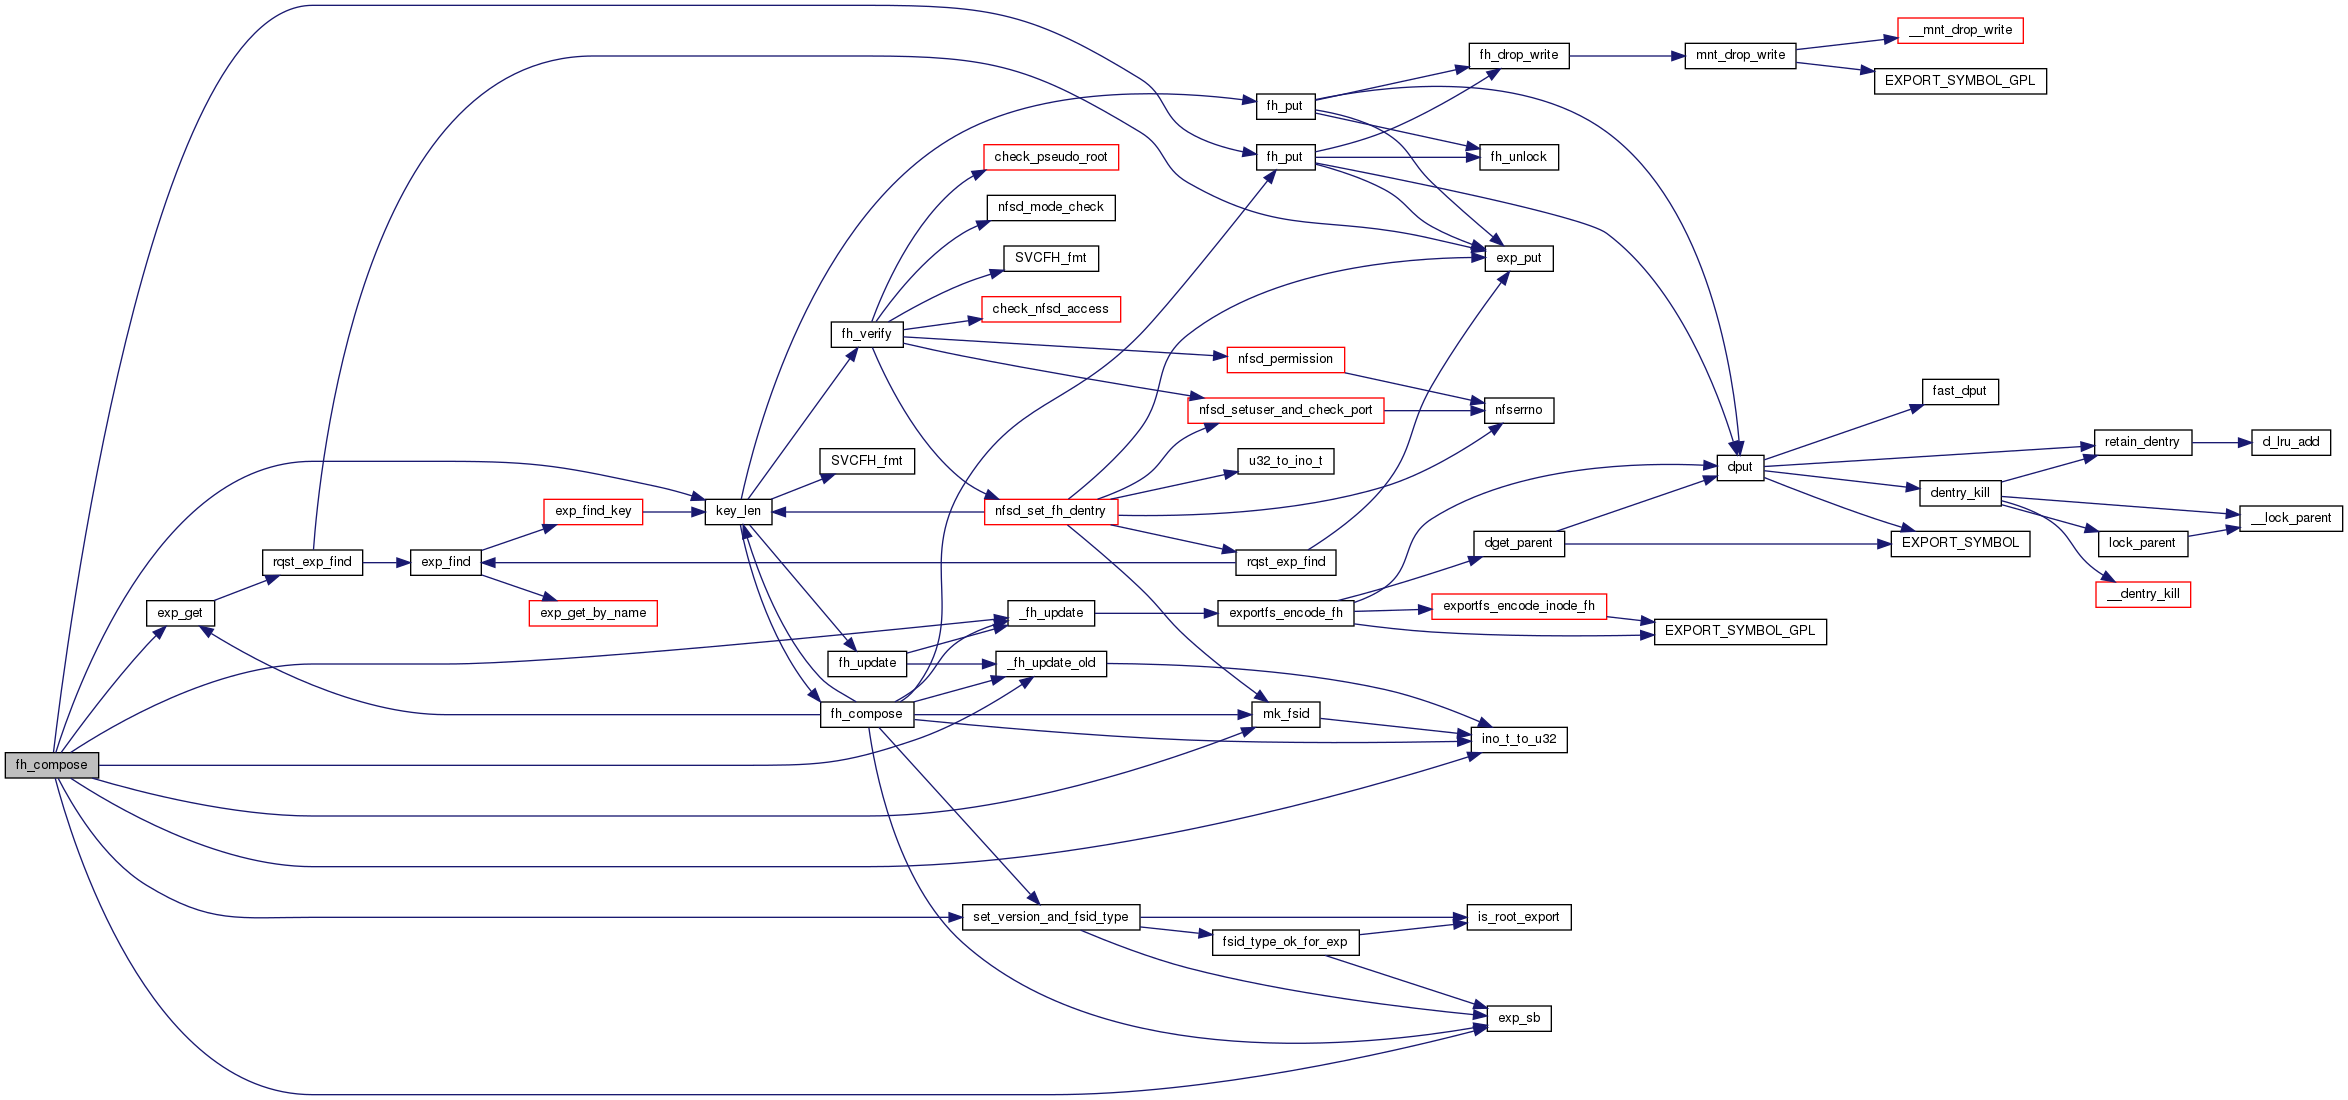 __mnt_drop_write
fh_drop_write
mnt_drop_write
EXPORT_SYMBOL_GPL
fh_put
check_pseudo_root
fh_put
fh_unlock
nfsd_mode_check
SVCFH_fmt
exp_put
check_nfsd_access
fh_verify
nfsd_permission
fast_dput
nfsd_setuser_and_check_port
nfserrno
retain_dentry
d_lru_add
SVCFH_fmt
u32_to_ino_t
dput
dentry_kill
exp_find_key
key_len
nfsd_set_fh_dentry
__lock_parent
dget_parent
EXPORT_SYMBOL
lock_parent
rqst_exp_find
exp_find
rqst_exp_find
__dentry_kill
exp_get
exp_get_by_name
_fh_update
exportfs_encode_fh
exportfs_encode_inode_fh
EXPORT_SYMBOL_GPL
fh_update
_fh_update_old
fh_compose
mk_fsid
ino_t_to_u32
fh_compose
set_version_and_fsid_type
is_root_export
fsid_type_ok_for_exp
exp_sb